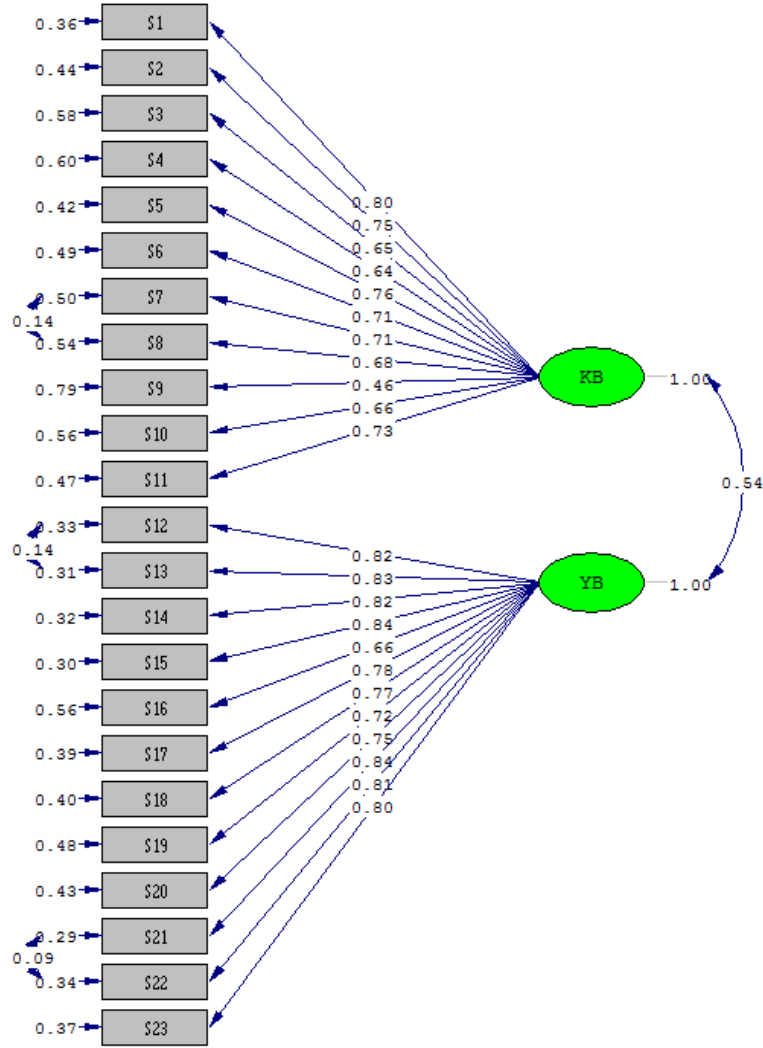 0.36 S1
0.44 S2
0.58 S3
0.60 S4
0.42 S5
0.49 S6
0.50 S7
0.14
0.54 S8
0.79 S9
0.56 S10
0.47 S11
0.33 S12
0.14
0.31 S13
0.32 S14
0.30 S15
0.56 S16
0.39 S17
0.40 S18
0.48 S19
0.43 S20
0.29 S21
0.09
0.34 S22
0.37 S23
0.80
0.75
0.65
0.64
0.76
0.71
0.71
0.68
0.46
0.66
0.73
0.82
0.83
0.82
0.84
0.66
0.78
0.77
0.72
0.75
0.84
0.81
0.80
KB 1.00
0.54
YB 1.00